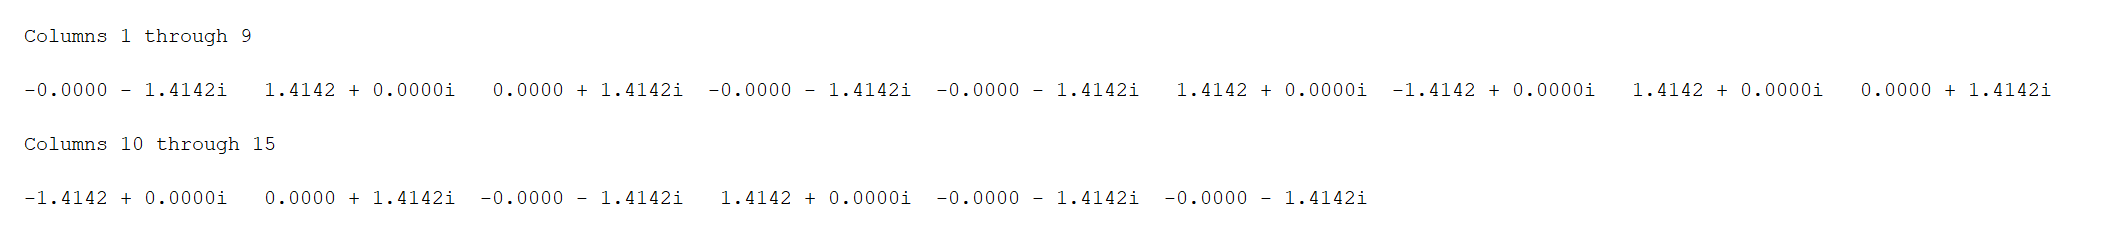 Columns 1 through 9
-0.0000 - 1.4142i   1.4142 + 0.0000i   0.0000 + 1.4142i  -0.0000 - 1.4142i  -0.0000 - 1.4142i   1.4142 + 0.0000i  -1.4142 + 0.0000i   1.4142 + 0.0000i   0.0000 + 1.4142i
Columns 10 through 15
-1.4142 + 0.0000i   0.0000 + 1.4142i  -0.0000 - 1.4142i   1.4142 + 0.0000i  -0.0000 - 1.4142i  -0.0000 - 1.4142i